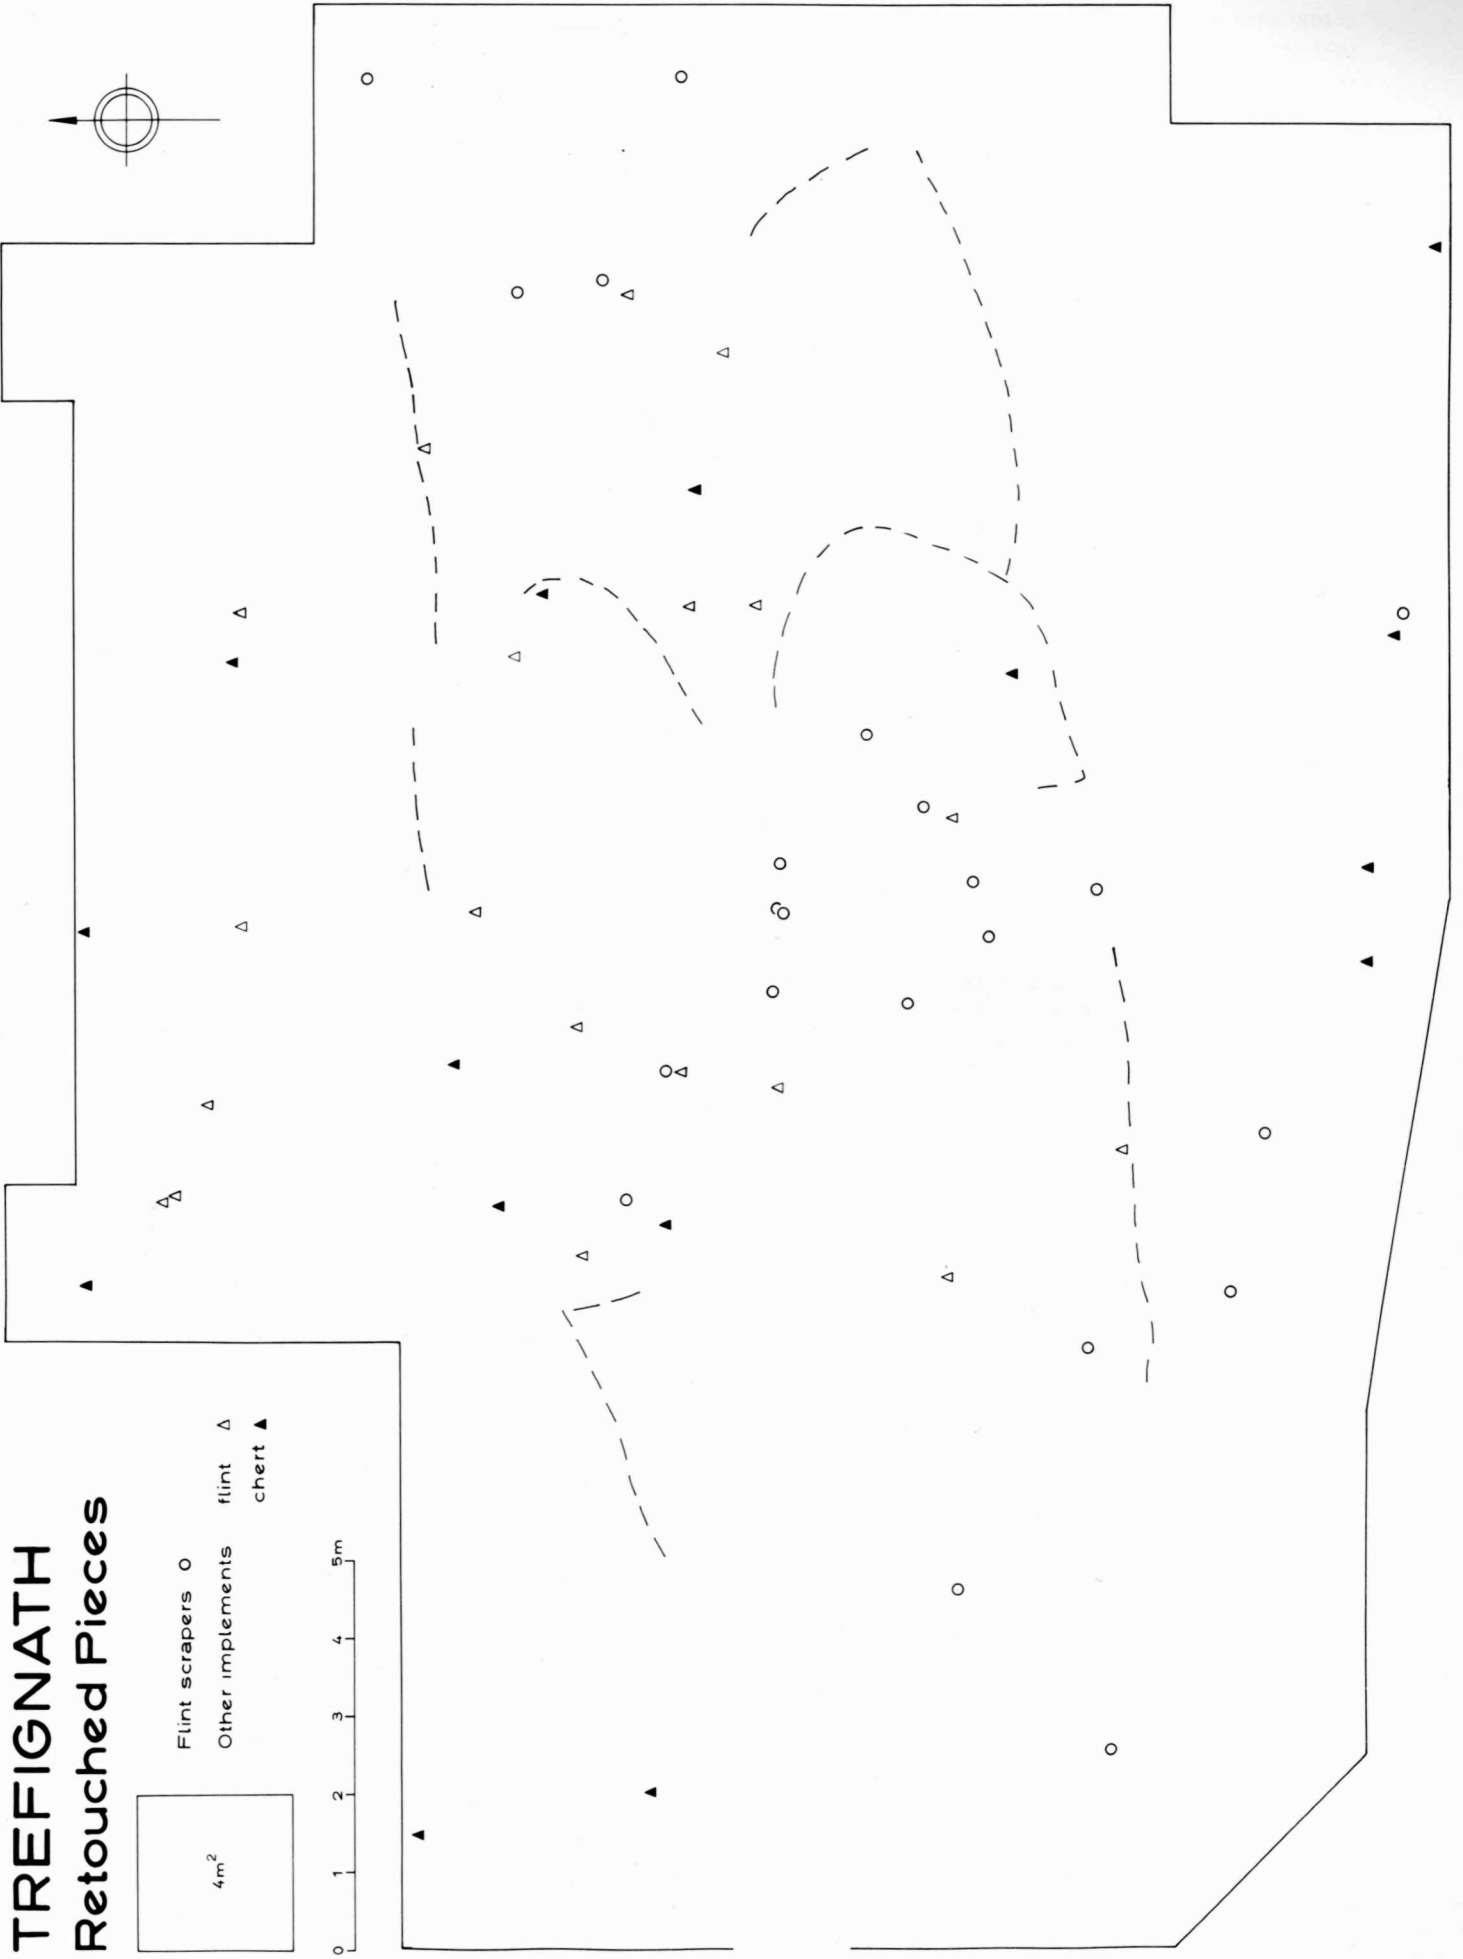 TREFIGNATH
Retouched Pieces
4m²
Flint scrapers
Other implements flint
chert
0 1 2 3 4 5m